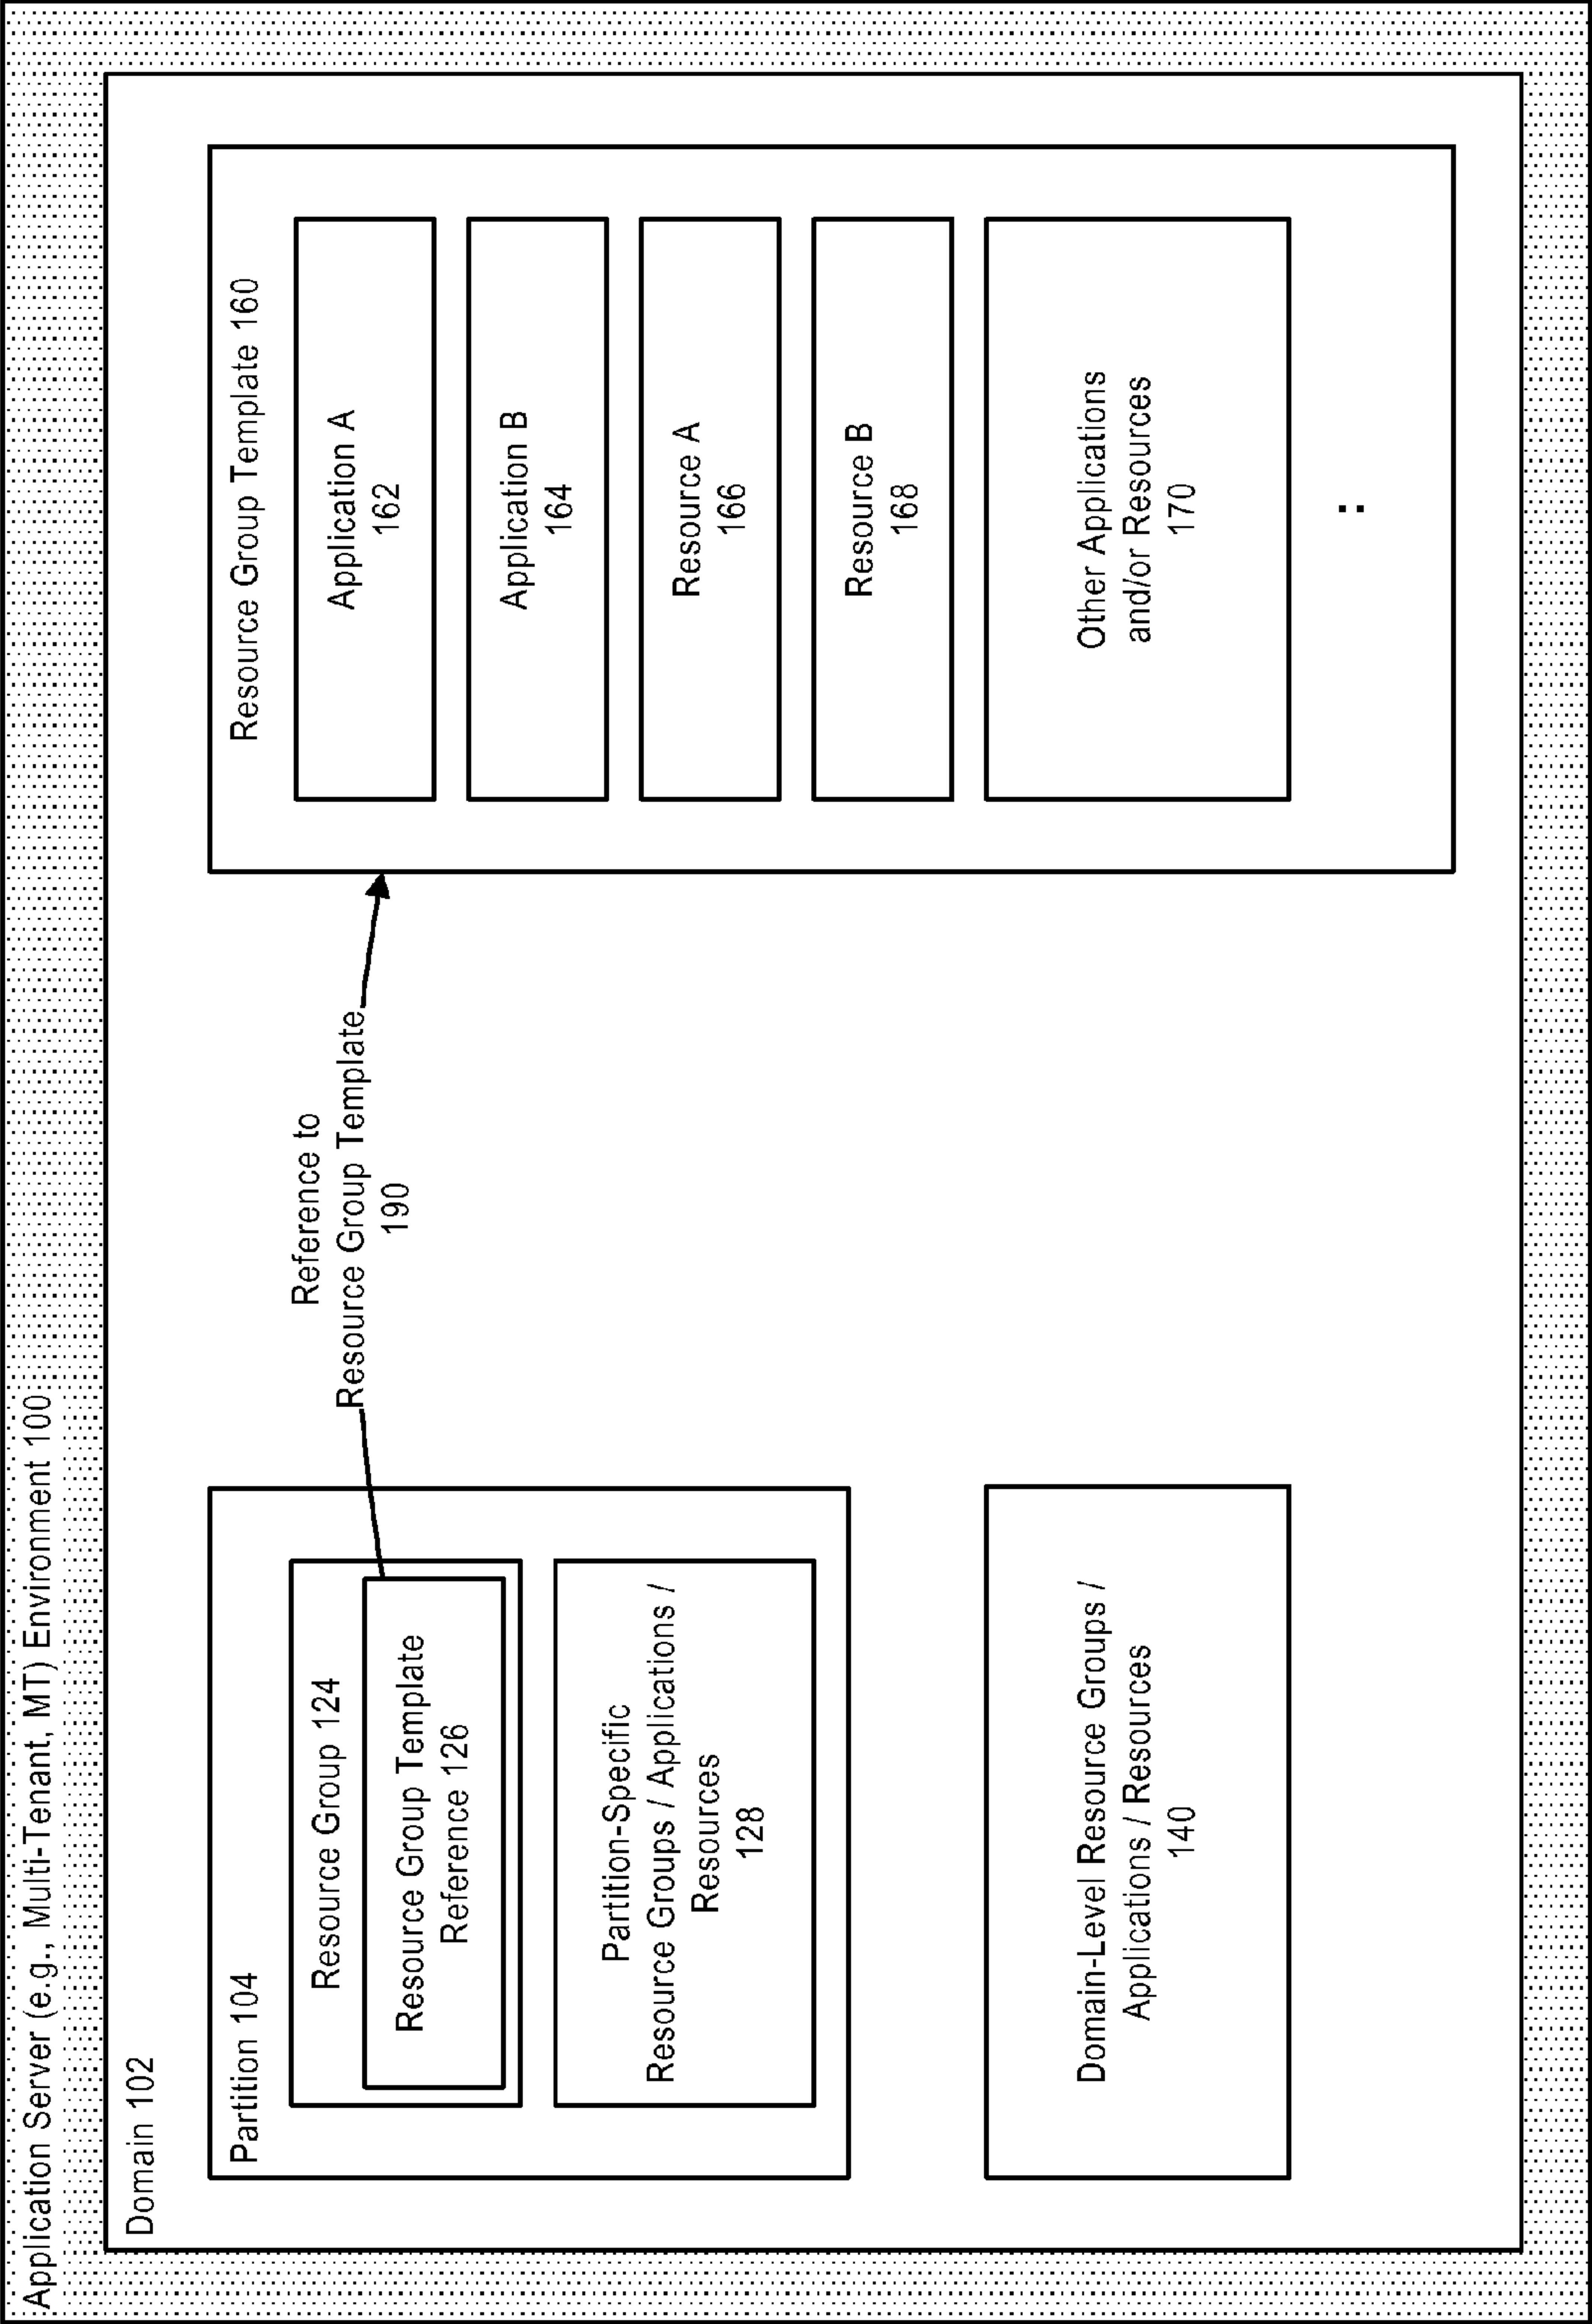 Application Server (e.g., Multi-Tenant, MT) Environment 100
Domain 102
Partition 104
Resource Group 124
Resource Group Template
Reference 126
Partition-Specific
Resource Groups / Applications /
Resources
128
Domain-Level Resource Groups /
Applications / Resources
140
Reference to
Resource Group Template
190
Resource Group Template 160
Application A
162
Application B
164
Resource A
166
Resource B
168
Other Applications
and/or Resources
170